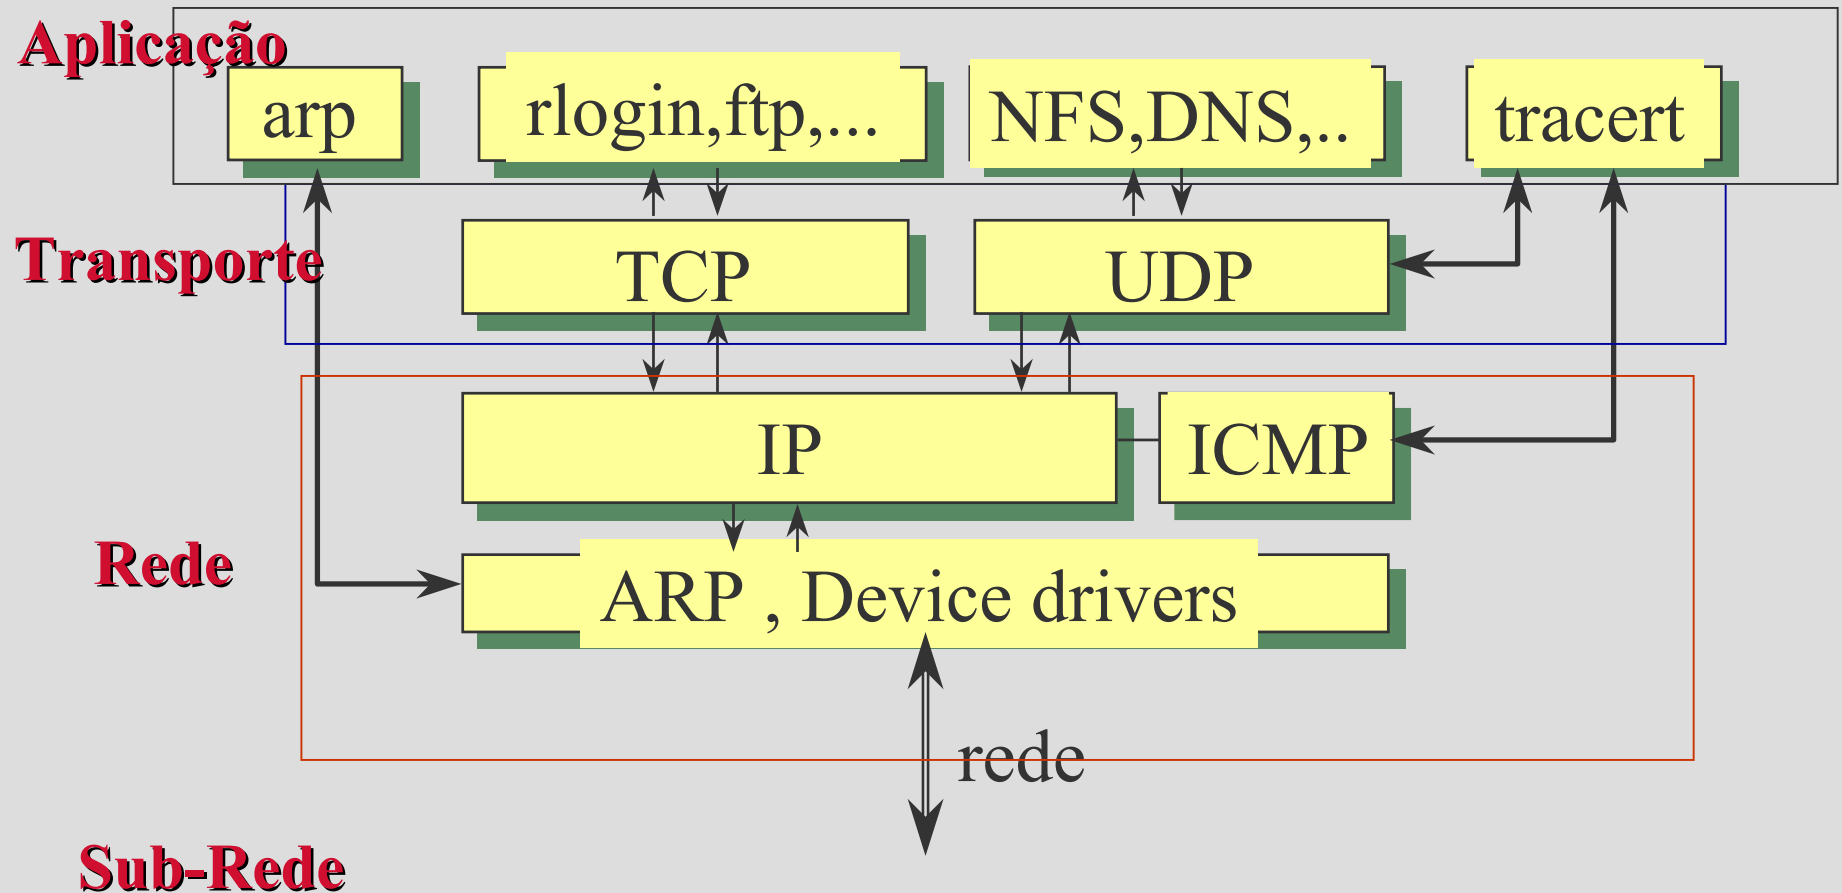 Aplicação
arp
rlogin,ftp,...
NFS,DNS,..
tracert
Transporte
TCP
UDP
IP
ICMP
Rede
ARP , Device drivers
rede
Sub-Rede